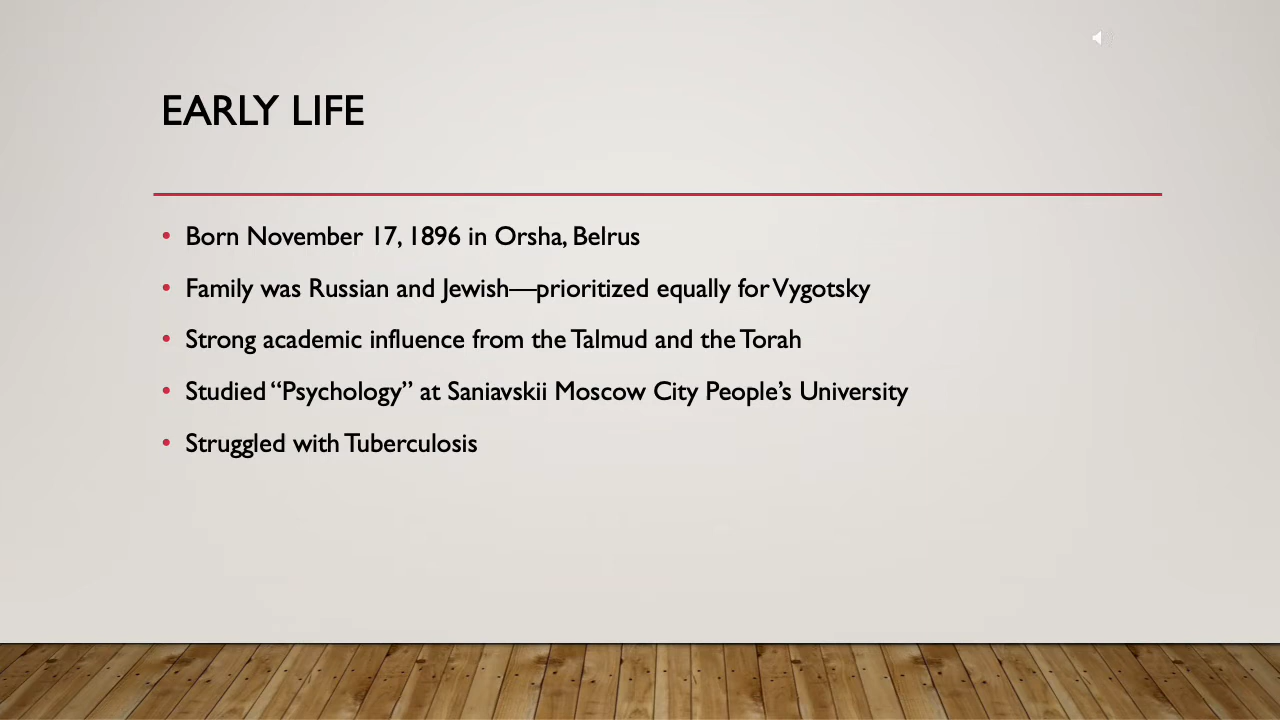 EARLY LIFE
• Born November 17, 1896 in Orsha, Belrus
• Family was Russian and Jewish—prioritized equally for Vygotsky
• Strong academic influence from the Talmud and the Torah
• Studied “Psychology” at Saniavskii Moscow City People’s University
• Struggled with Tuberculosis